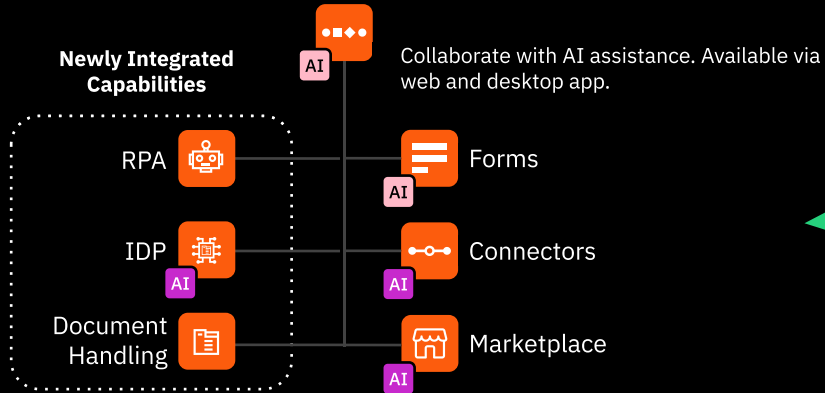 Newly Integrated
Capabilities
AI
Collaborate with AI assistance. Available via
web and desktop app.
RPA
Forms
AI
IDP
AI
Connectors
AI
Document
Handling
Marketplace
AI